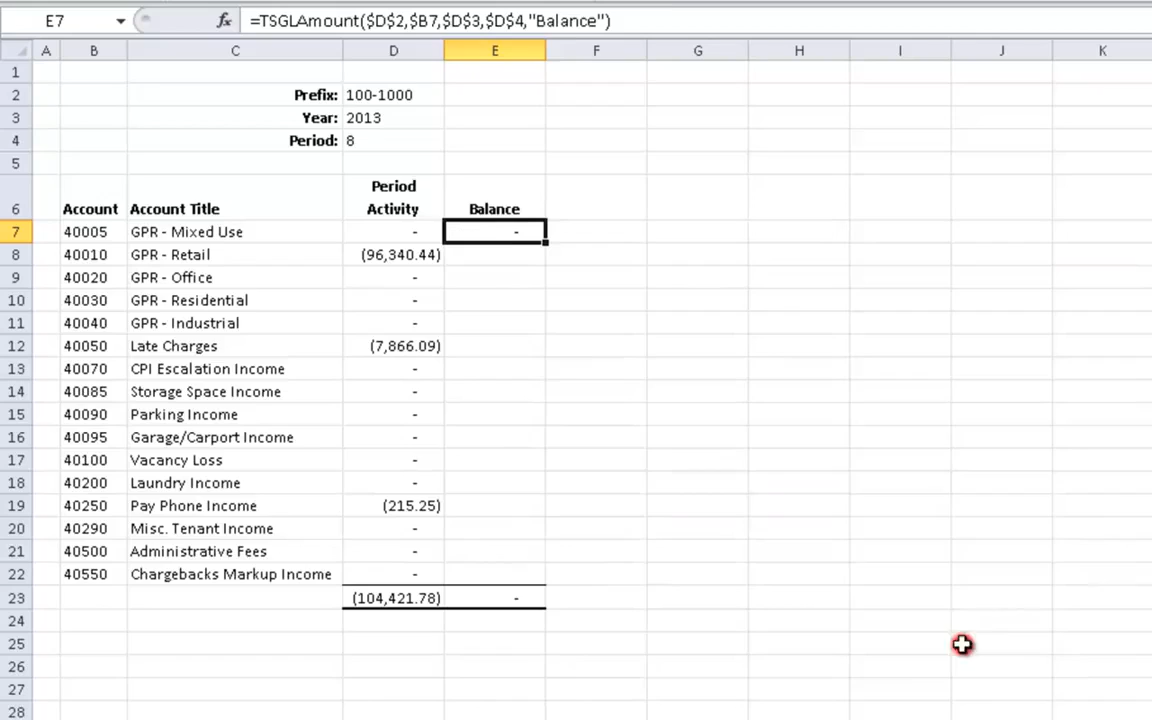 E7 fx =TSGLAmount($D$2,$B7,$D$3,$D$4,"Balance")
A B C D E F G H I J K
1
2 Prefix: 100-1000
3 Year: 2013
4 Period: 8
5
Period
6 Account Account Title Activity Balance
7 40005 GPR - Mixed Use - -
8 40010 GPR - Retail (96,340.44)
9 40020 GPR - Office -
10 40030 GPR - Residential -
11 40040 GPR - Industrial -
12 40050 Late Charges (7,866.09)
13 40070 CPI Escalation Income -
14 40085 Storage Space Income -
15 40090 Parking Income -
16 40095 Garage/Carport Income -
17 40100 Vacancy Loss -
18 40200 Laundry Income -
19 40250 Pay Phone Income (215.25)
20 40290 Misc. Tenant Income -
21 40500 Administrative Fees -
22 40550 Chargebacks Markup Income -
23 (104,421.78) -
24
25
26
27
28